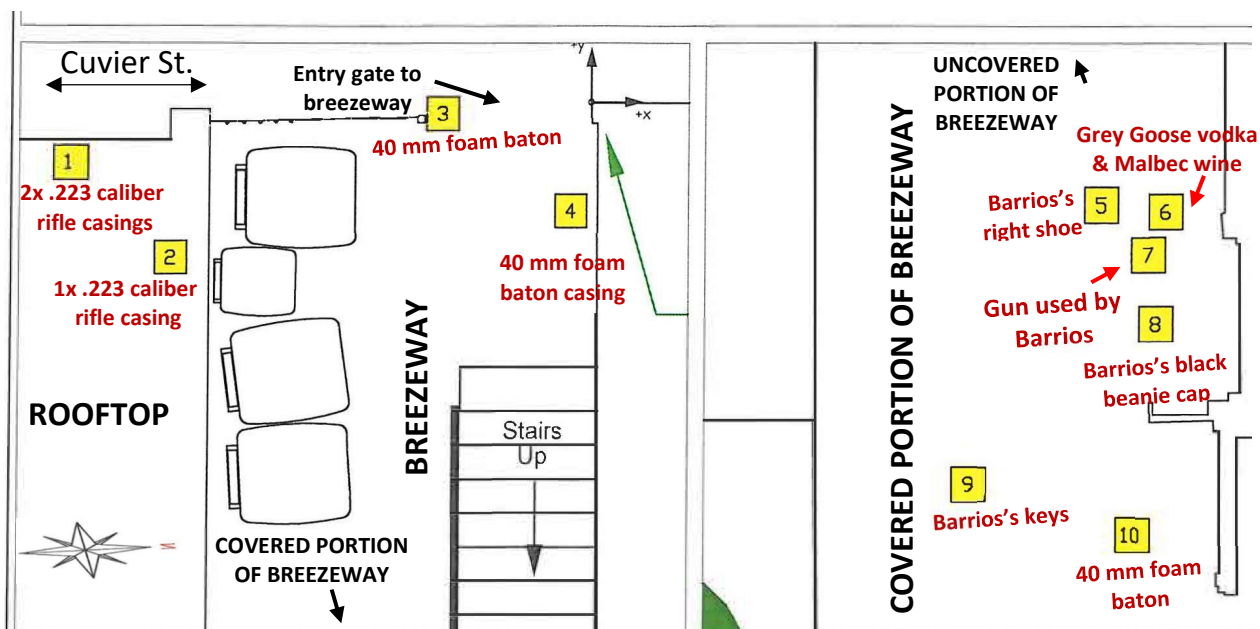 Cuvier St.
Entry gate to
breezeway
+y
+x
3
40 mm foam baton
1
2x .223 caliber
rifle casings
4
2
1x .223 caliber
rifle casing
40 mm foam
baton casing
ROOFTOP
BREEZEWAY
Stairs
Up
N
COVERED PORTION
OF BREEZEWAY
COVERED PORTION OF BREEZEWAY
UNCOVERED
PORTION OF
BREEZEWAY
Grey Goose vodka
& Malbec wine
Barrios's
right shoe
5
6
7
Gun used by
Barrios
8
Barrios's black
beanie cap
9
Barrios's keys
10
40 mm foam
baton